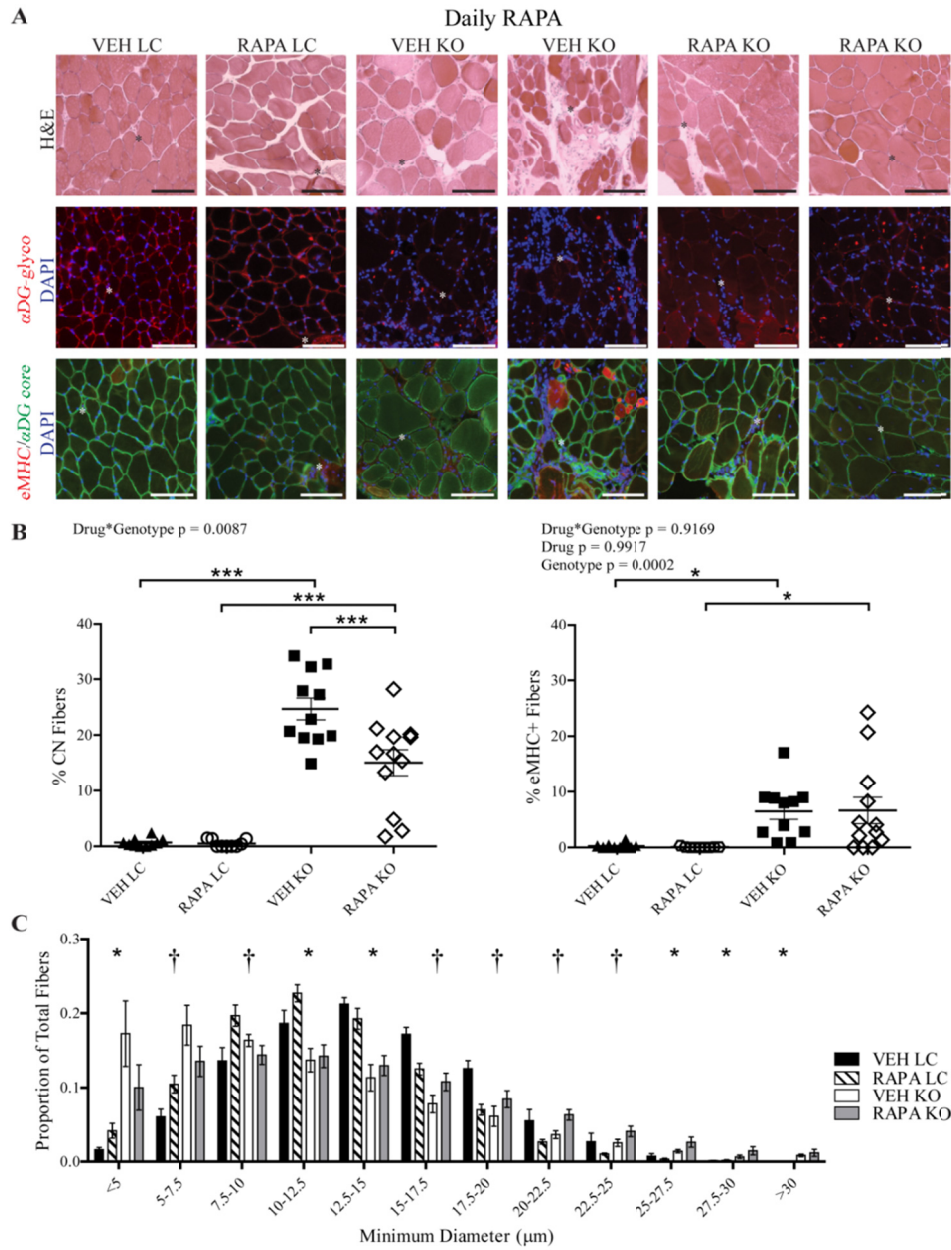 A
Daily RAPA
VEH LC RAPA LC VEH KO VEH KO RAPA KO RAPA KO
H&E
*
*
*
*
*
*
αDG-glyco
DAPI
*
*
*
*
*
*
eMHC/αDG core
DAPI
*
*
*
*
*
*
B
Drug*Genotype p = 0.0087
***
***
***
% CN Fibers
40
30
20
10
0
VEH LC
RAPA LC
VEH KO
RAPA KO
Drug*Genotype p = 0.9169
Drug p = 0.9917
Genotype p = 0.0002
*
*
% eMHC+ Fibers
40
30
20
10
0
VEH LC
RAPA LC
VEH KO
RAPA KO
C
Proportion of Total Fibers
0.3
0.2
0.1
0.0
* † † * * † † † † * * *
<5 5-7.5 7.5-10 10-12.5 12.5-15 15-17.5 17.5-20 20-22.5 22.5-25 25-27.5 27.5-30 >30
Minimum Diameter (μm)
VEH LC
RAPA LC
VEH KO
RAPA KO